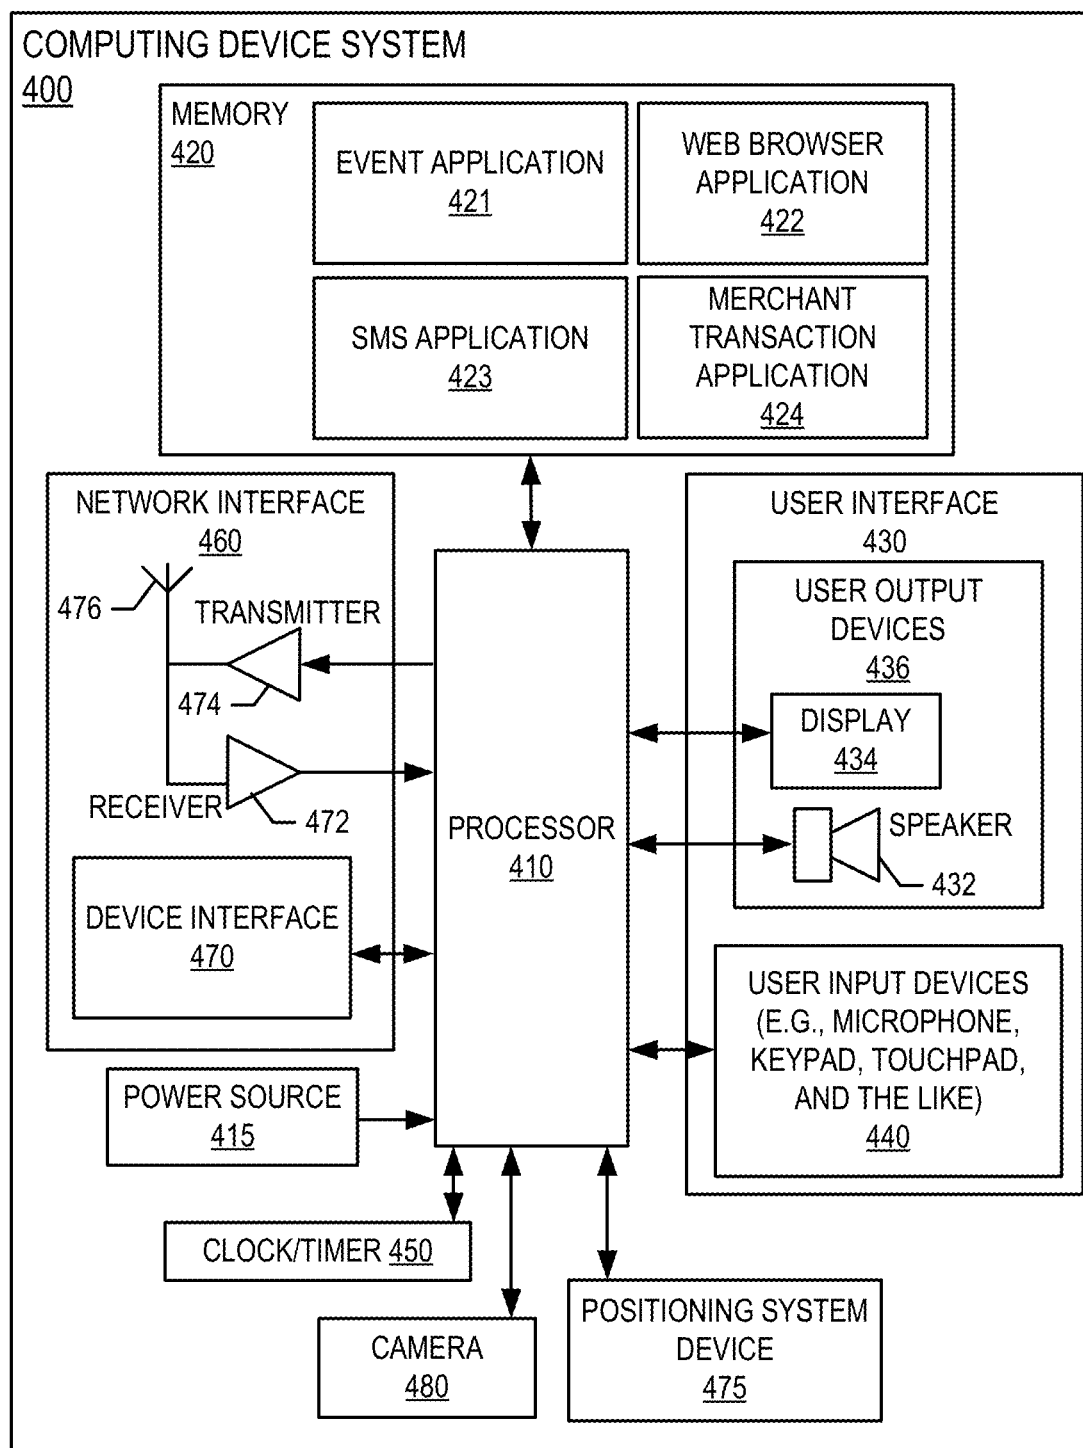 COMPUTING DEVICE SYSTEM
400
MEMORY
420
EVENT APPLICATION
421
WEB BROWSER
APPLICATION
422
SMS APPLICATION
423
MERCHANT
TRANSACTION
APPLICATION
424
NETWORK INTERFACE
460
476
TRANSMITTER
474
RECEIVER
472
DEVICE INTERFACE
470
PROCESSOR
410
USER INTERFACE
430
USER OUTPUT
DEVICES
436
DISPLAY
434
SPEAKER
432
USER INPUT DEVICES
(E.G., MICROPHONE,
KEYPAD, TOUCHPAD,
AND THE LIKE)
440
POWER SOURCE
415
CLOCK/TIMER 450
CAMERA
480
POSITIONING SYSTEM
DEVICE
475